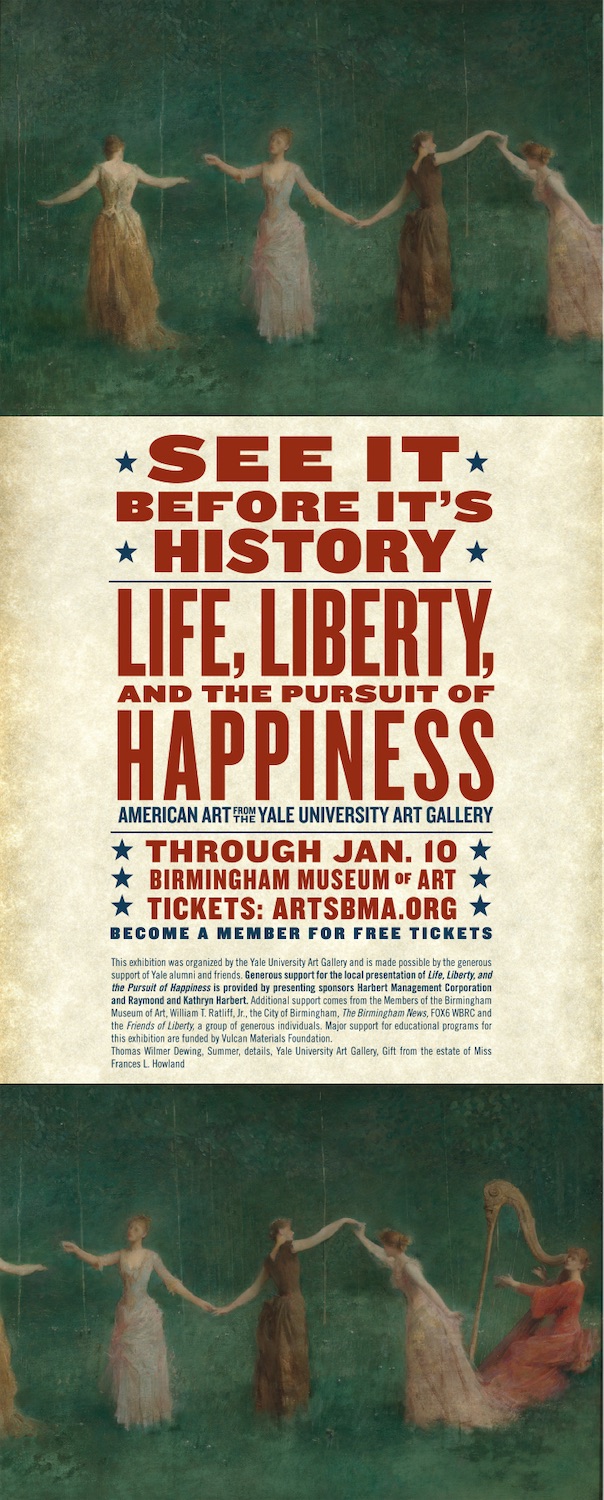 SEE IT
BEFORE IT'S
HISTORY
LIFE, LIBERTY,
AND THE PURSUIT OF
HAPPINESS
AMERICAN ART FROM THE YALE UNIVERSITY ART GALLERY
THROUGH JAN. 10
BIRMINGHAM MUSEUM OF ART
TICKETS: ARTSBMA.ORG
BECOME A MEMBER FOR FREE TICKETS
This exhibition was organized by the Yale University Art Gallery and is made possible by the generous
support of Yale alumni and friends. Generous support for the local presentation of Life, Liberty, and
the Pursuit of Happiness is provided by presenting sponsors Harbert Management Corporation
and Raymond and Kathryn Harbert. Additional support comes from the Members of the Birmingham
Museum of Art, William T. Ratliff, Jr., the City of Birmingham, The Birmingham News, FOX6 WBRC and
the Friends of Liberty, a group of generous individuals. Major support for educational programs for
this exhibition are funded by Vulcan Materials Foundation.
Thomas Wilmer Dewing, Summer, details, Yale University Art Gallery, Gift from the estate of Miss
Frances L. Howland